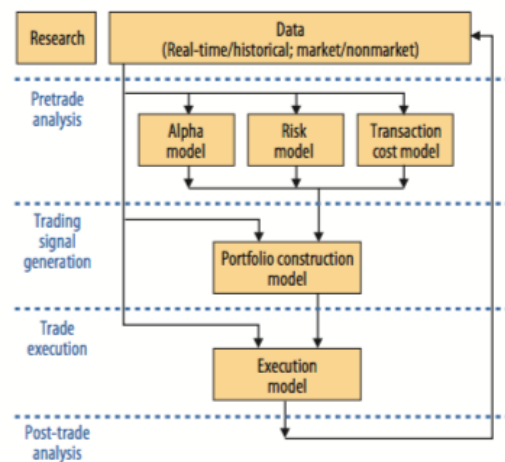 Research
Data
(Real-time/historical; market/nonmarket)
Pretrade
analysis
Alpha
model
Risk
model
Transaction
cost model
Trading
signal
generation
Portfolio construction
model
Trade
execution
Execution
model
Post-trade
analysis